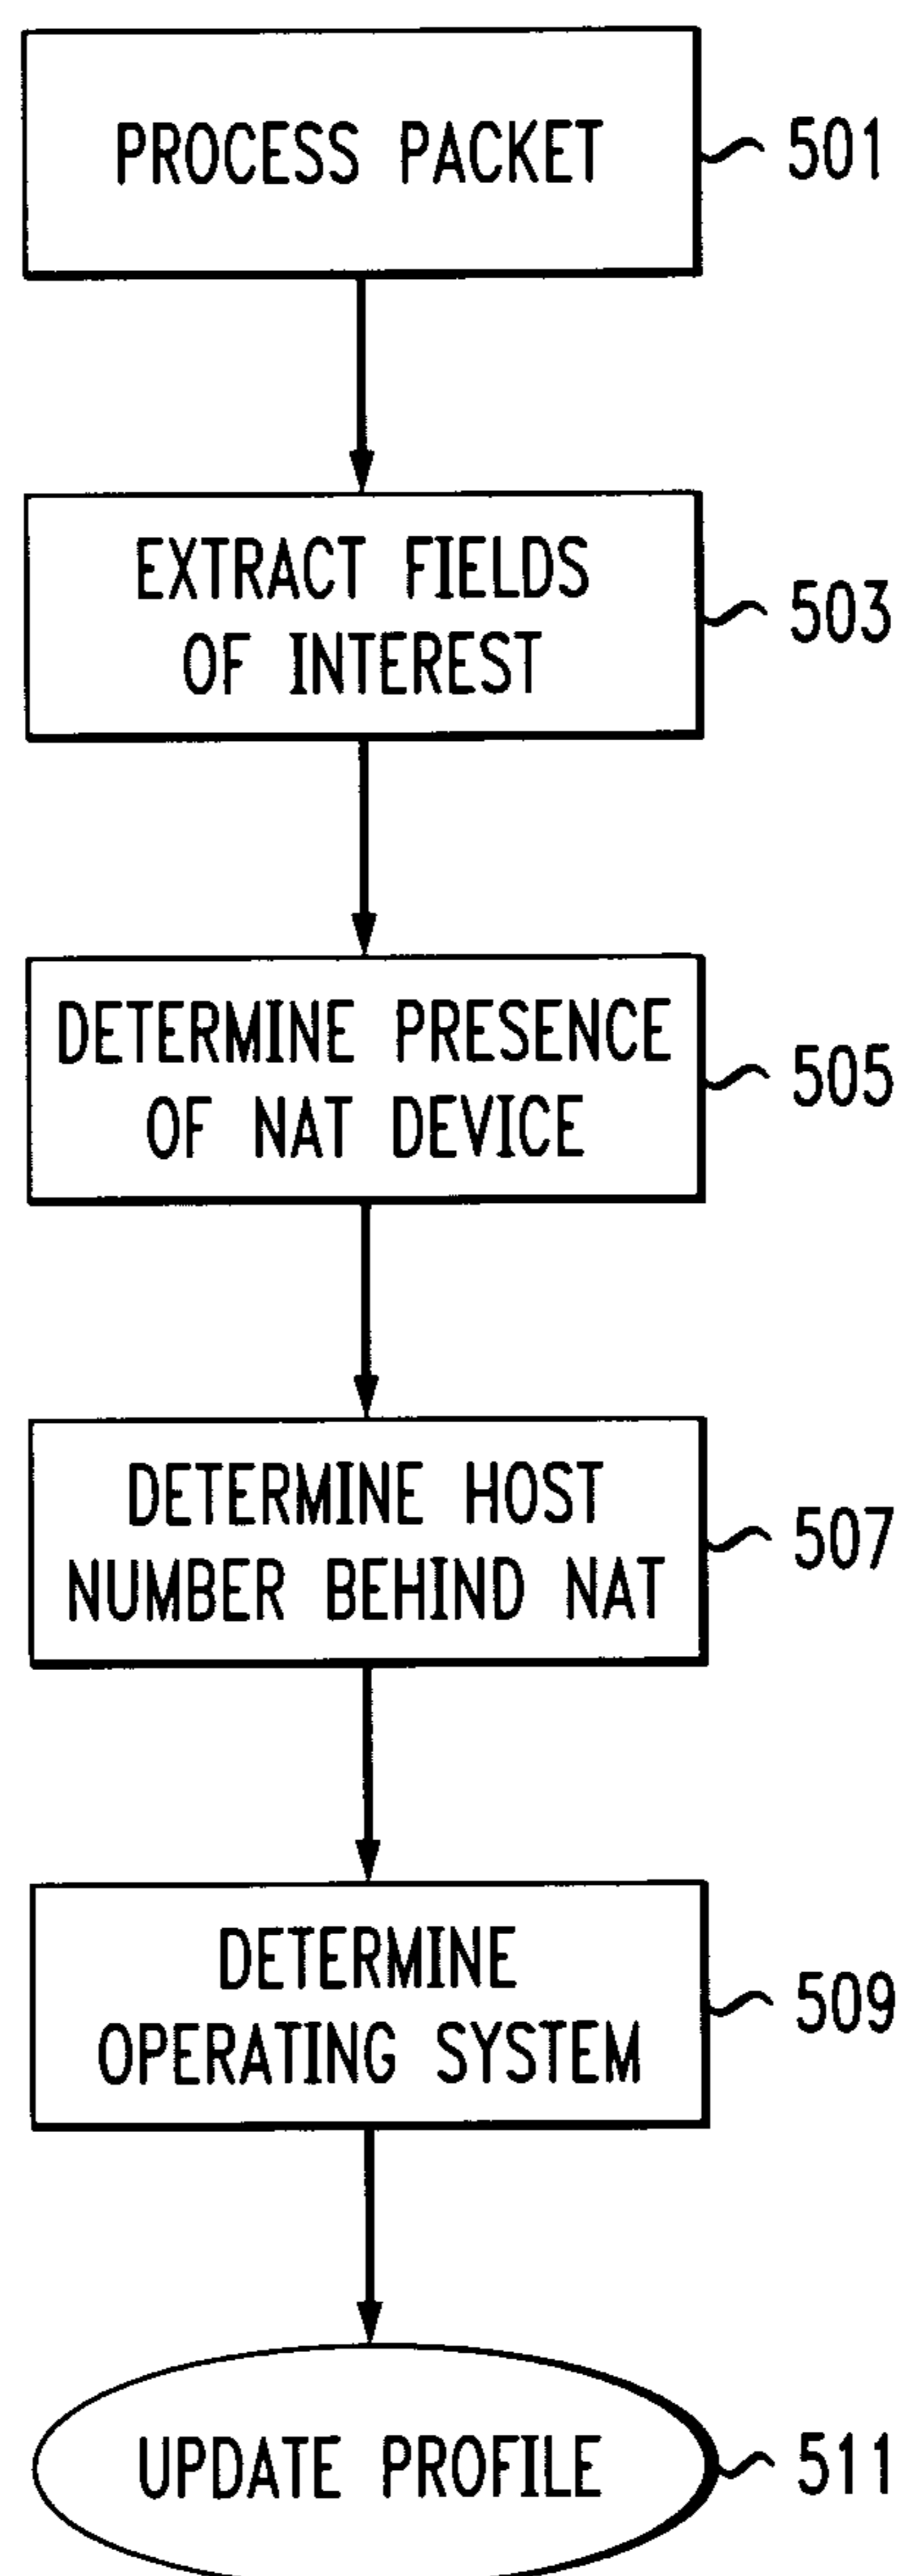 PROCESS PACKET
501
EXTRACT FIELDS
OF INTEREST
503
DETERMINE PRESENCE
OF NAT DEVICE
505
DETERMINE HOST
NUMBER BEHIND NAT
507
DETERMINE
OPERATING SYSTEM
509
UPDATE PROFILE
511